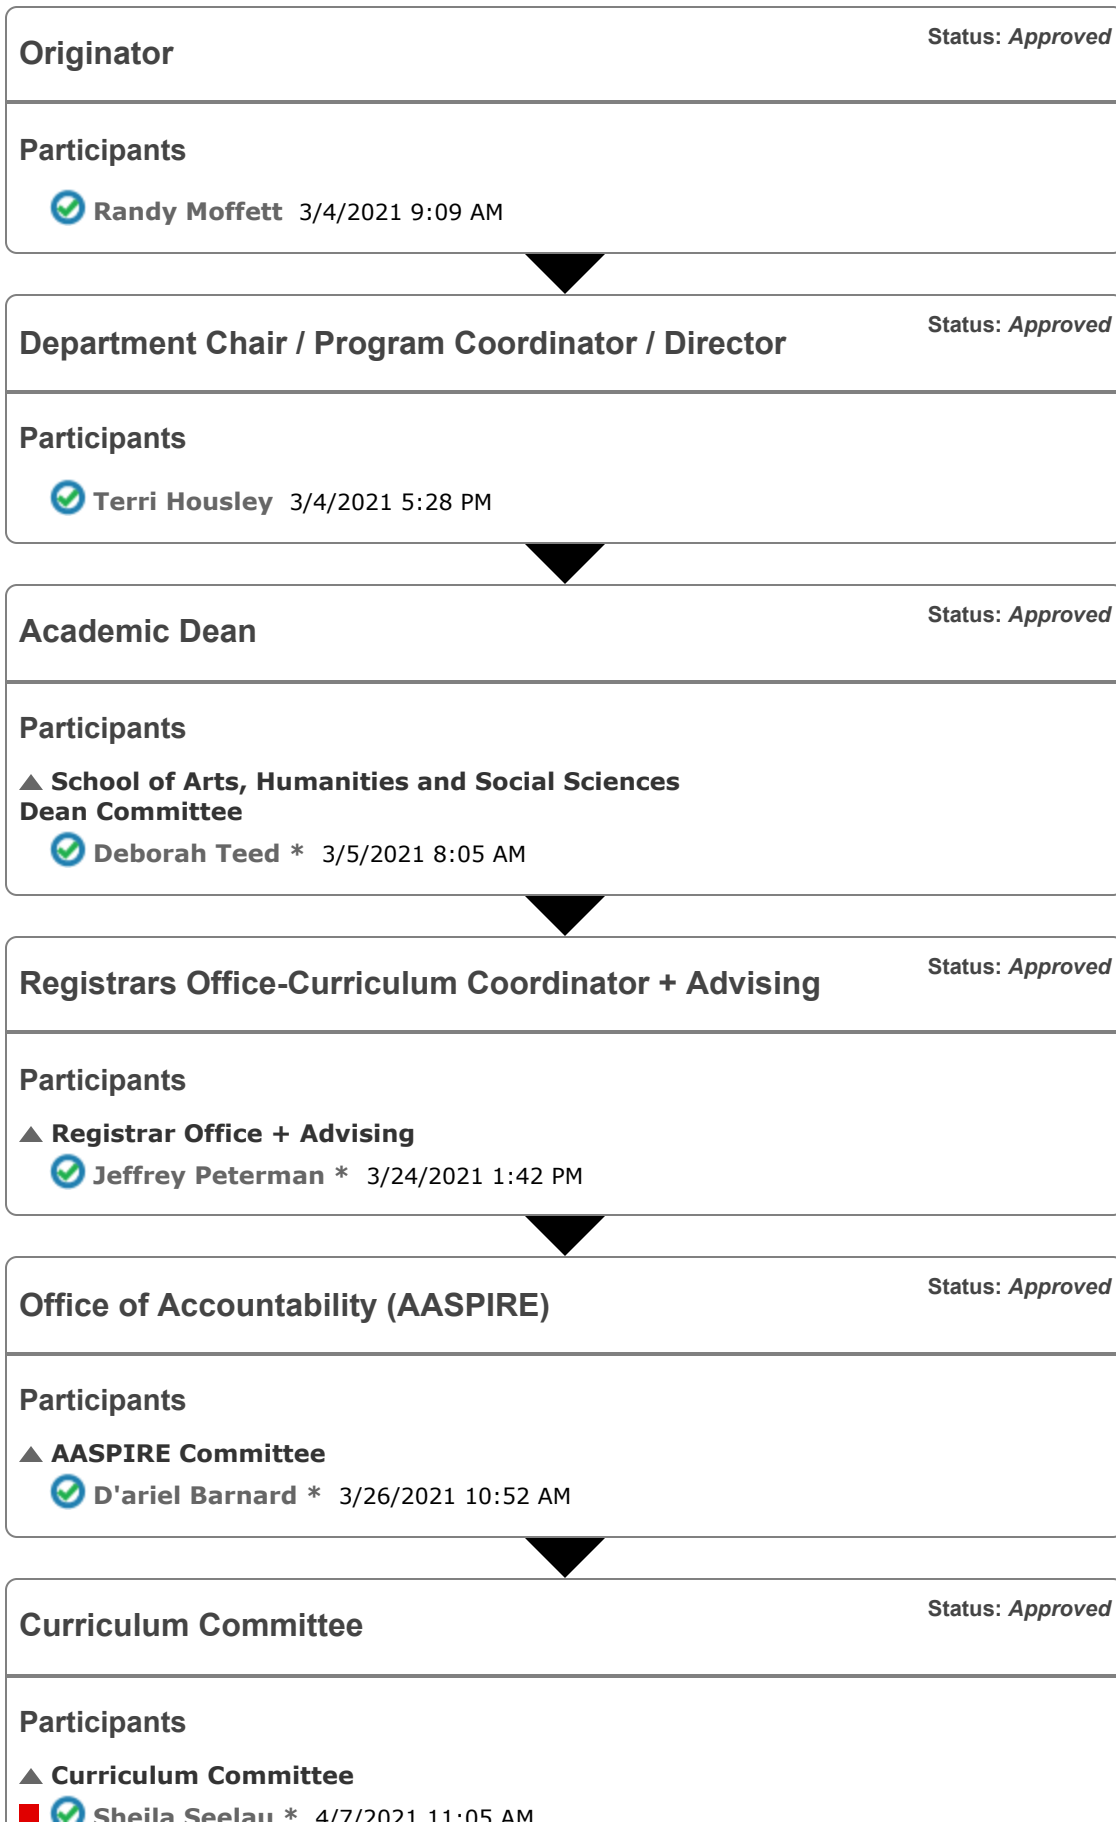 Originator
Status: Approved
Participants
Randy Moffett 3/4/2021 9:09 AM
Department Chair / Program Coordinator / Director
Status: Approved
Participants
Terri Housley 3/4/2021 5:28 PM
Academic Dean
Status: Approved
Participants
School of Arts, Humanities and Social Sciences
Dean Committee
Deborah Teed * 3/5/2021 8:05 AM
Registrars Office-Curriculum Coordinator + Advising
Status: Approved
Participants
Registrar Office + Advising
Jeffrey Peterman * 3/24/2021 1:42 PM
Office of Accountability (AASPIRE)
Status: Approved
Participants
AASPIRE Committee
D'ariel Barnard * 3/26/2021 10:52 AM
Curriculum Committee
Status: Approved
Participants
Curriculum Committee
Sheila Seelau * 4/7/2021 11:05 AM